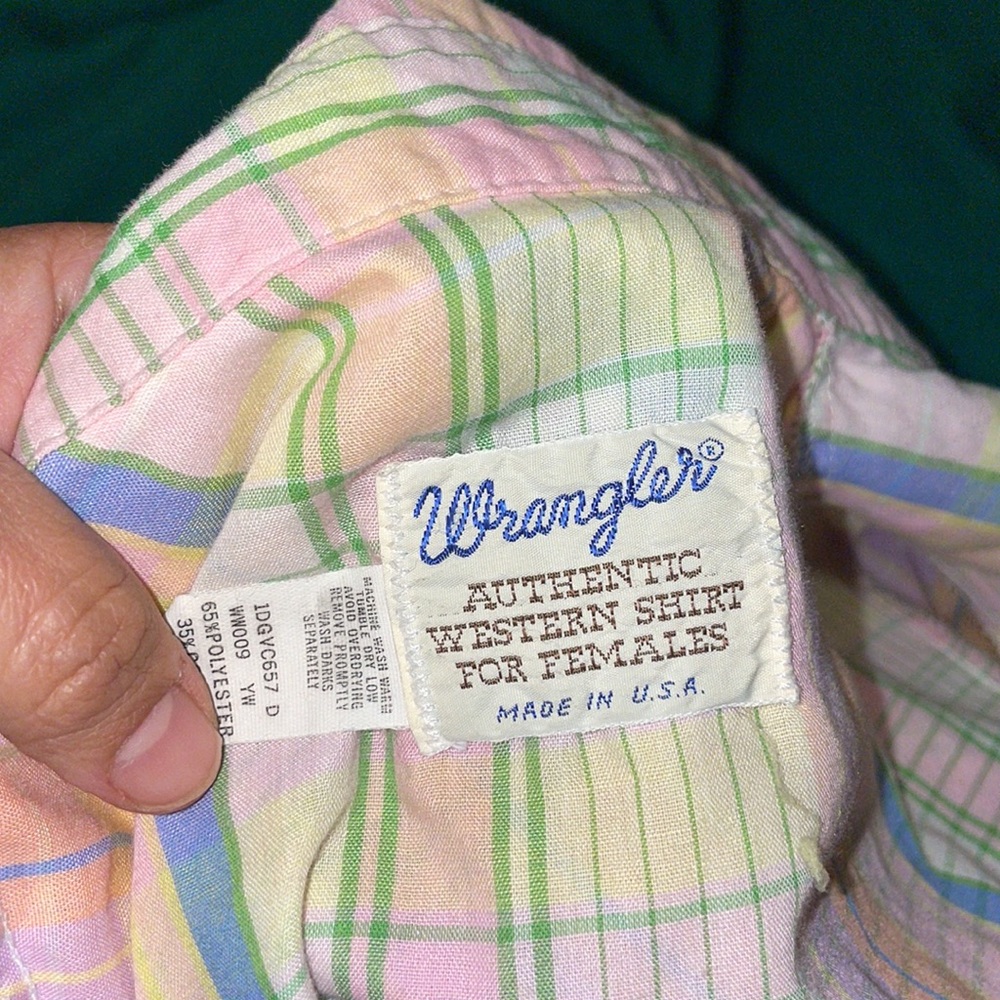 Wrangler®
AUTHENTIC
WESTERN SHIRT
FOR FEMALES
MADE IN U.S.A.
MACHINE WASH WARM
TUMBLE DRY LOW
AVOID OVERDRYING
REMOVE PROMPTLY
WASH DARKS
SEPARATELY
1DGVC657 D
WW009 YW
65%POLYESTER
35%